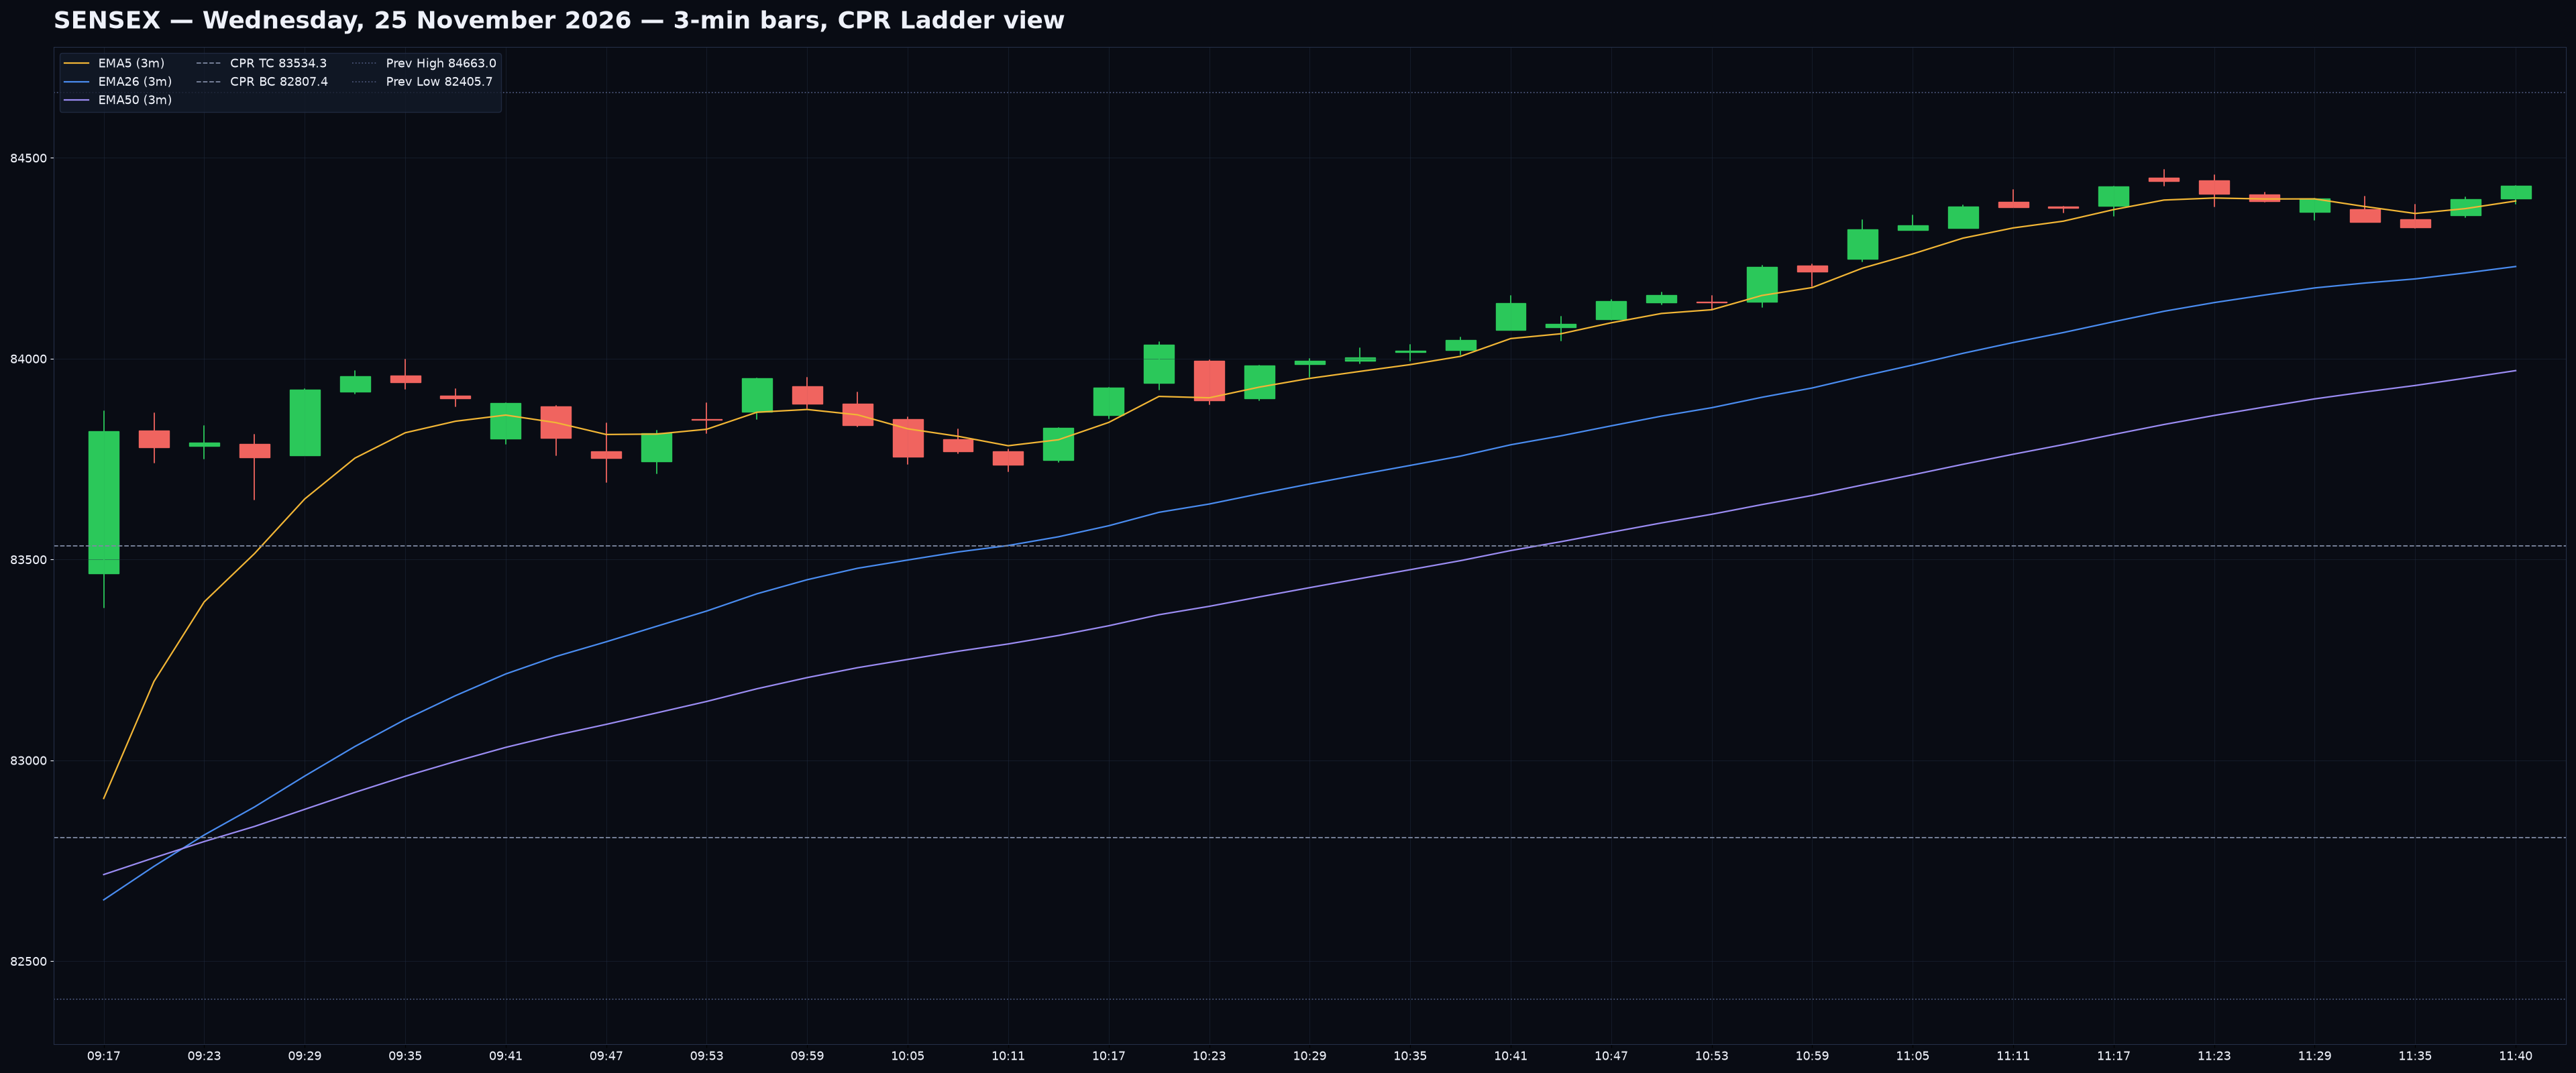 SENSEX — Wednesday, 25 November 2026 — 3-min bars, CPR Ladder view
EMA5 (3m) CPR TC 83534.3 Prev High 84663.0
EMA26 (3m) CPR BC 82807.4 Prev Low 82405.7
EMA50 (3m)
84500
84000
83500
83000
82500
09:17 09:23 09:29 09:35 09:41 09:47 09:53 09:59 10:05 10:11 10:17 10:23 10:29 10:35 10:41 10:47 10:53 10:59 11:05 11:11 11:17 11:23 11:29 11:35 11:40